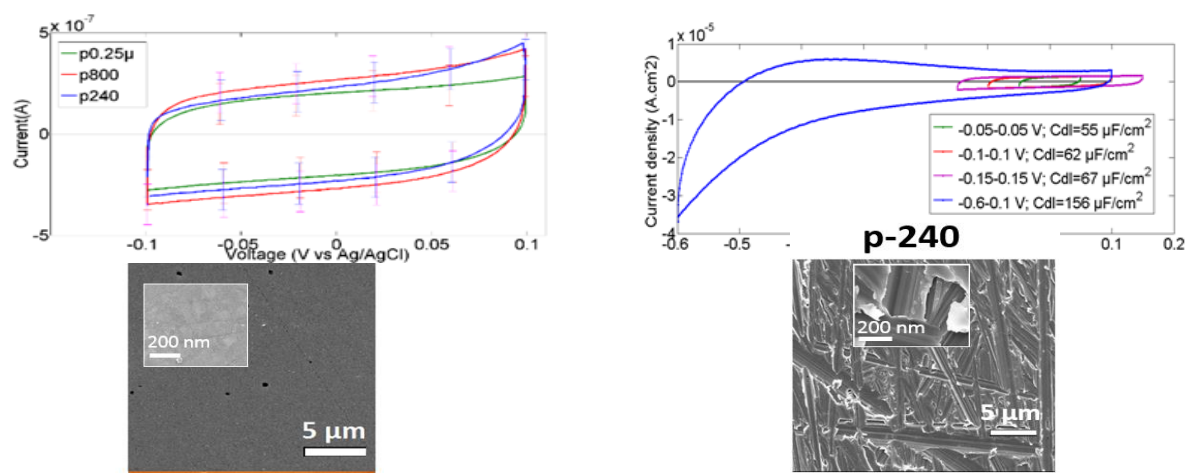 5 x 10⁻⁷
p0.25μ
p800
p240
Current(A)
0
-5
-0.1
-0.05
0
0.05
0.1
Voltage (V vs Ag/AgCl)
200 nm
5 μm
x 10⁻⁵
1
0
-1
-2
-3
-4
Current density (A.cm⁻²)
-0.05-0.05 V; Cdl=55 μF/cm²
-0.1-0.1 V; Cdl=62 μF/cm²
-0.15-0.15 V; Cdl=67 μF/cm²
-0.6-0.1 V; Cdl=156 μF/cm²
-0.6
-0.5
0.1
0.2
p-240
200 nm
5 μm